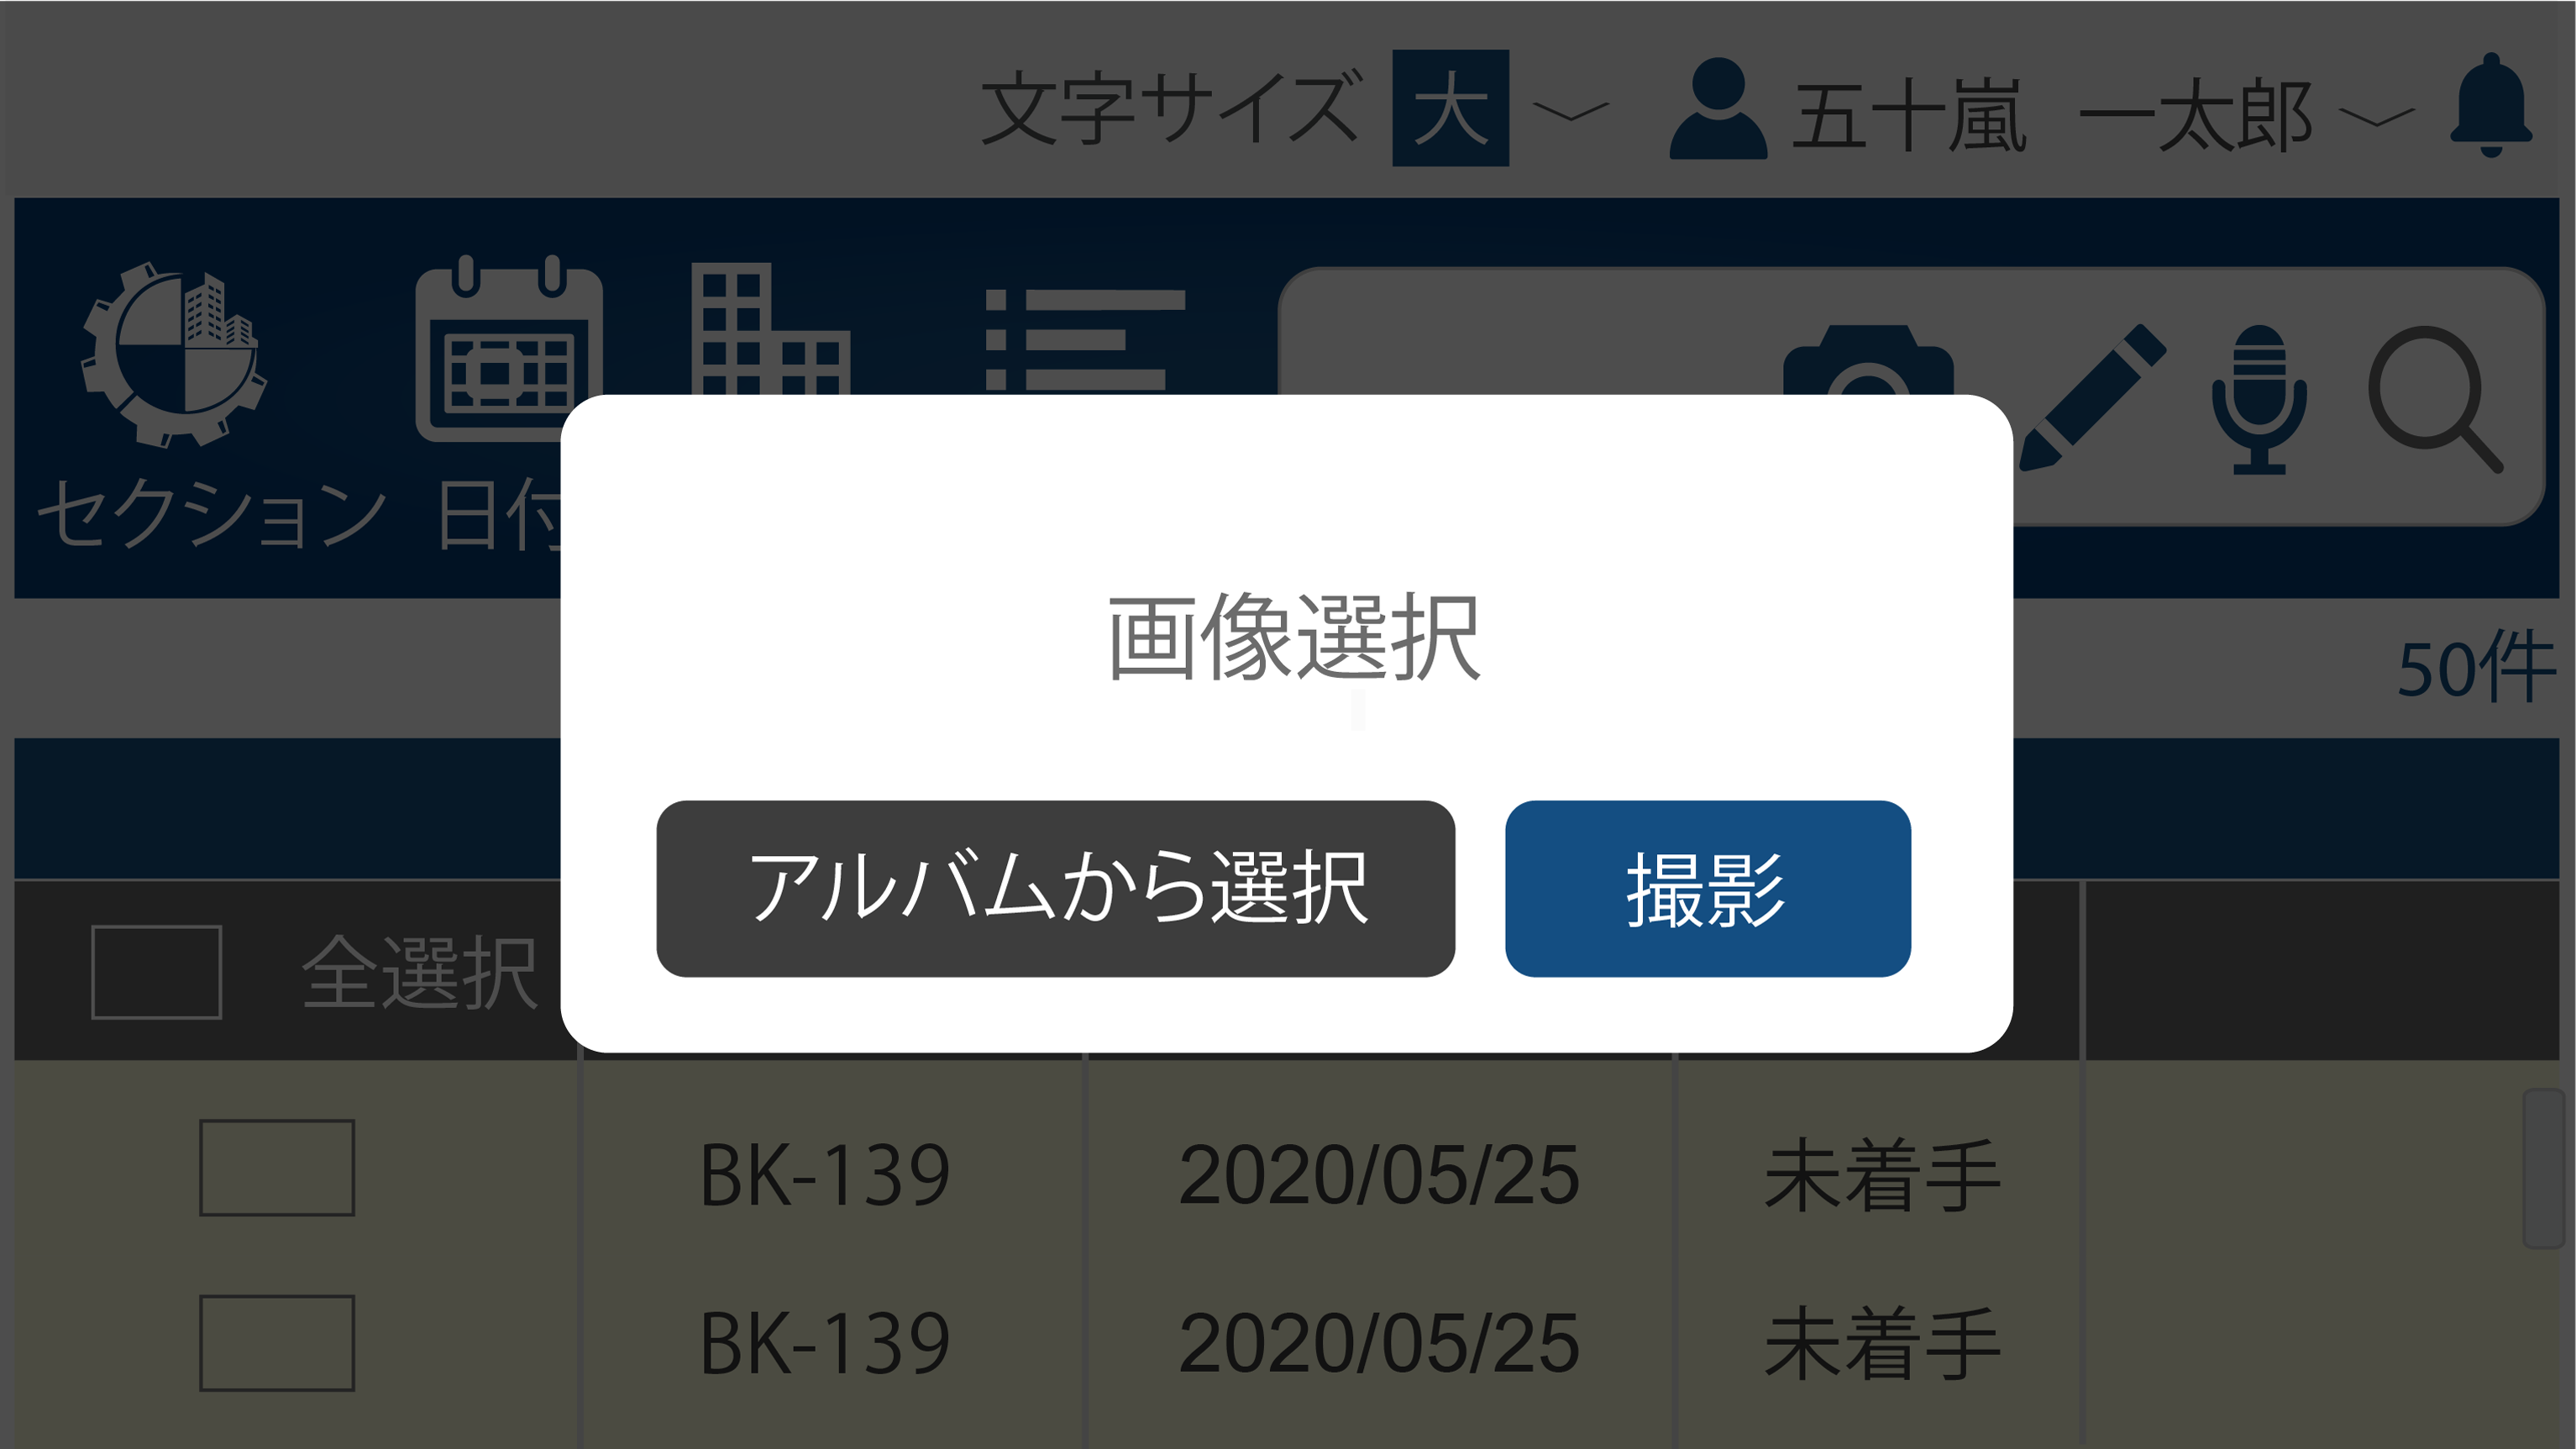 文字サイズ 大 五十嵐 一太郎
セクション 日付
50件
画像選択
アルバムから選択 撮影
全選択
BK-139 2020/05/25 未着手
BK-139 2020/05/25 未着手